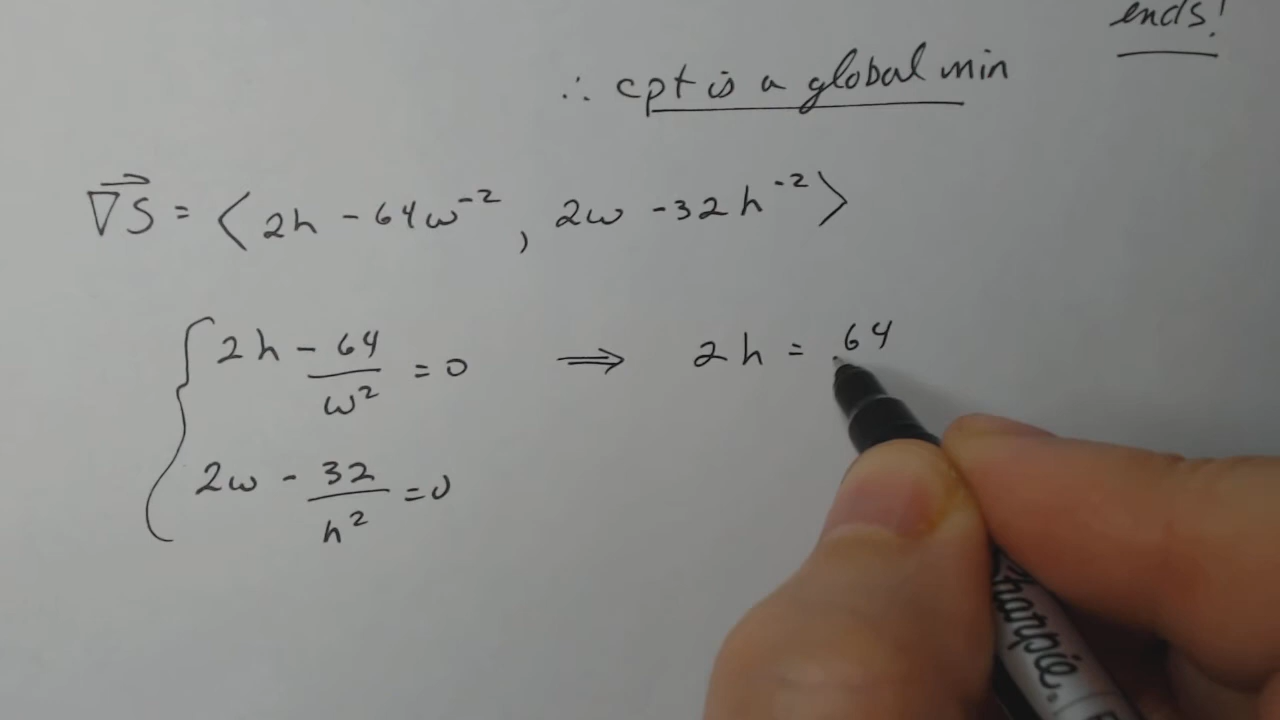 ends!
∴ cpt is a global min
∇S = ⟨2h - 64w⁻², 2w - 32h⁻²⟩
2h - 64/w² = 0 ⟹ 2h = 64
2w - 32/h² = 0
Sharpie.